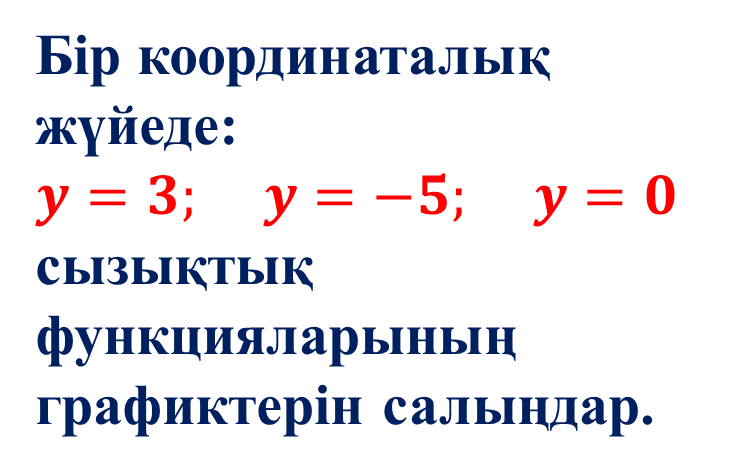 Бір координаталық
жүйеде:
y = 3; y = −5; y = 0
сызықтық
функцияларының
графиктерін салыңдар.